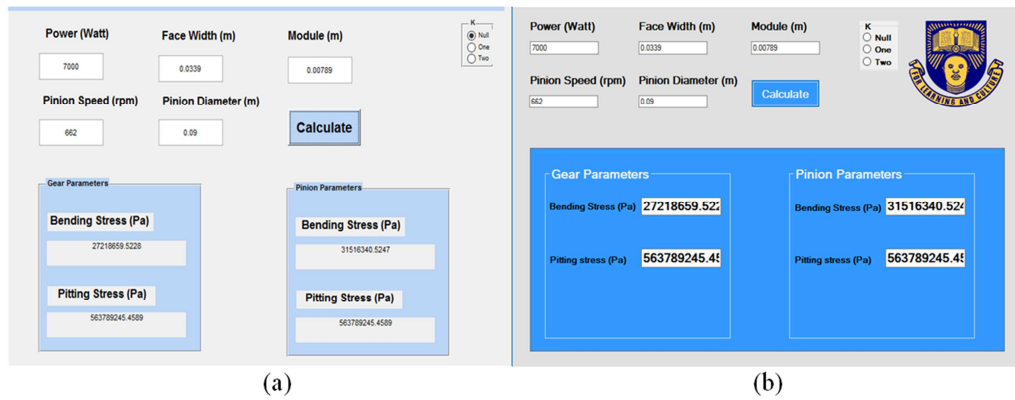 Power (Watt)
Face Width (m)
Module (m)
K
Null
One
Two
7000
0.0339
0.00789
Pinion Speed (rpm)
Pinion Diameter (m)
662
0.09
Calculate
Gear Parameters
Bending Stress (Pa)
27218659.5228
Pitting Stress (Pa)
563789245.4589
Pinion Parameters
Bending Stress (Pa)
31516340.5247
Pitting Stress (Pa)
563789245.4589
(a)
Power (Watt)
Face Width (m)
Module (m)
K
Null
One
Two
7000
0.0339
0.00789
Pinion Speed (rpm)
Pinion Diameter (m)
662
0.09
Calculate
FOR LEARNING AND CULTURE
Gear Parameters
Bending Stress (Pa)
27218659.522
Pitting stress (Pa)
563789245.45
Pinion Parameters
Bending Stress (Pa)
31516340.524
Pitting stress (Pa)
563789245.45
(b)